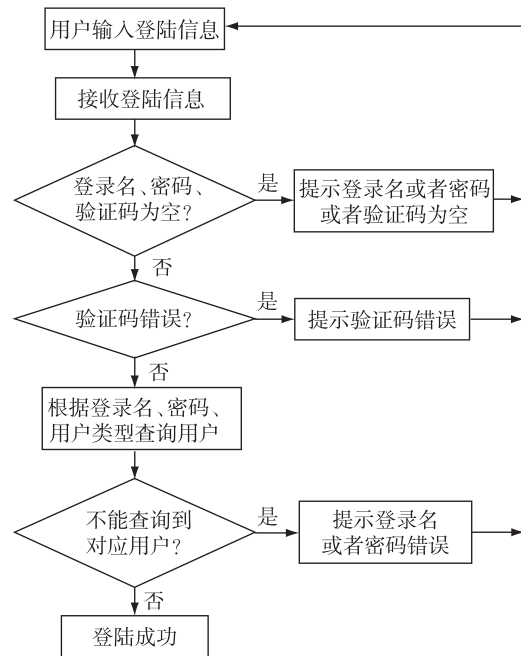 用户输入登陆信息
接收登陆信息
登录名、密码、
验证码为空?
是
提示登录名或者密码
或者验证码为空
否
验证码错误?
是
提示验证码错误
否
根据登录名、密码、
用户类型查询用户
不能查询到
对应用户?
是
提示登录名
或者密码错误
否
登陆成功